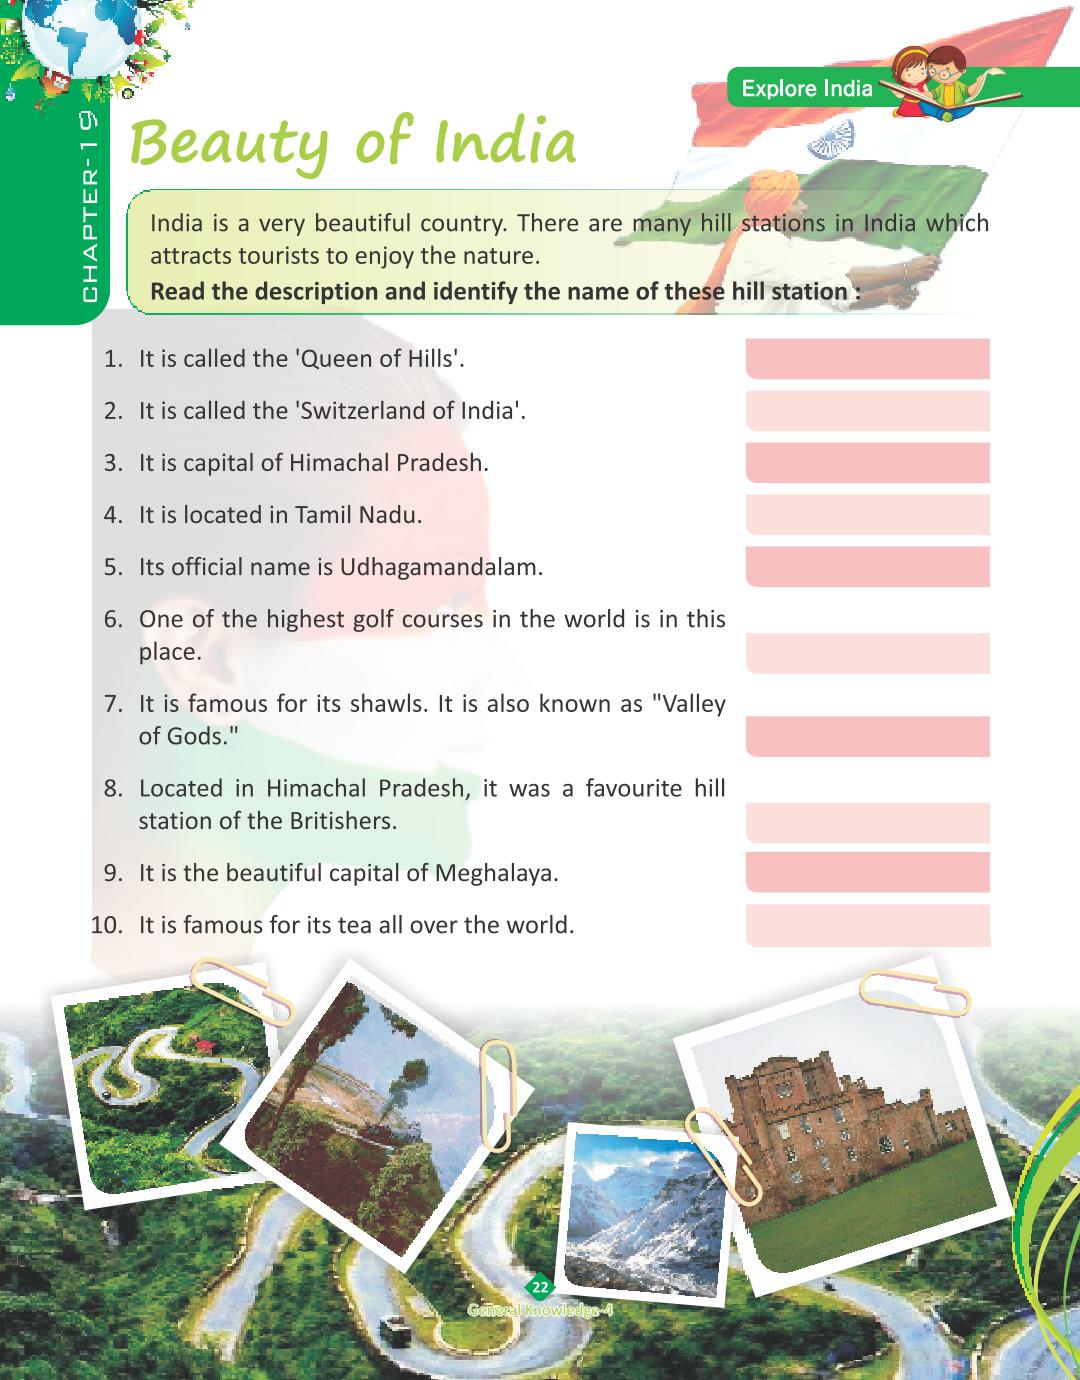 Explore India
CHAPTER-19
Beauty of India
India is a very beautiful country. There are many hill stations in India which
attracts tourists to enjoy the nature.
Read the description and identify the name of these hill station :
1. It is called the 'Queen of Hills'.
2. It is called the 'Switzerland of India'.
3. It is capital of Himachal Pradesh.
4. It is located in Tamil Nadu.
5. Its official name is Udhagamandalam.
6. One of the highest golf courses in the world is in this
place.
7. It is famous for its shawls. It is also known as "Valley
of Gods."
8. Located in Himachal Pradesh, it was a favourite hill
station of the Britishers.
9. It is the beautiful capital of Meghalaya.
10. It is famous for its tea all over the world.
22
General Knowledge-4